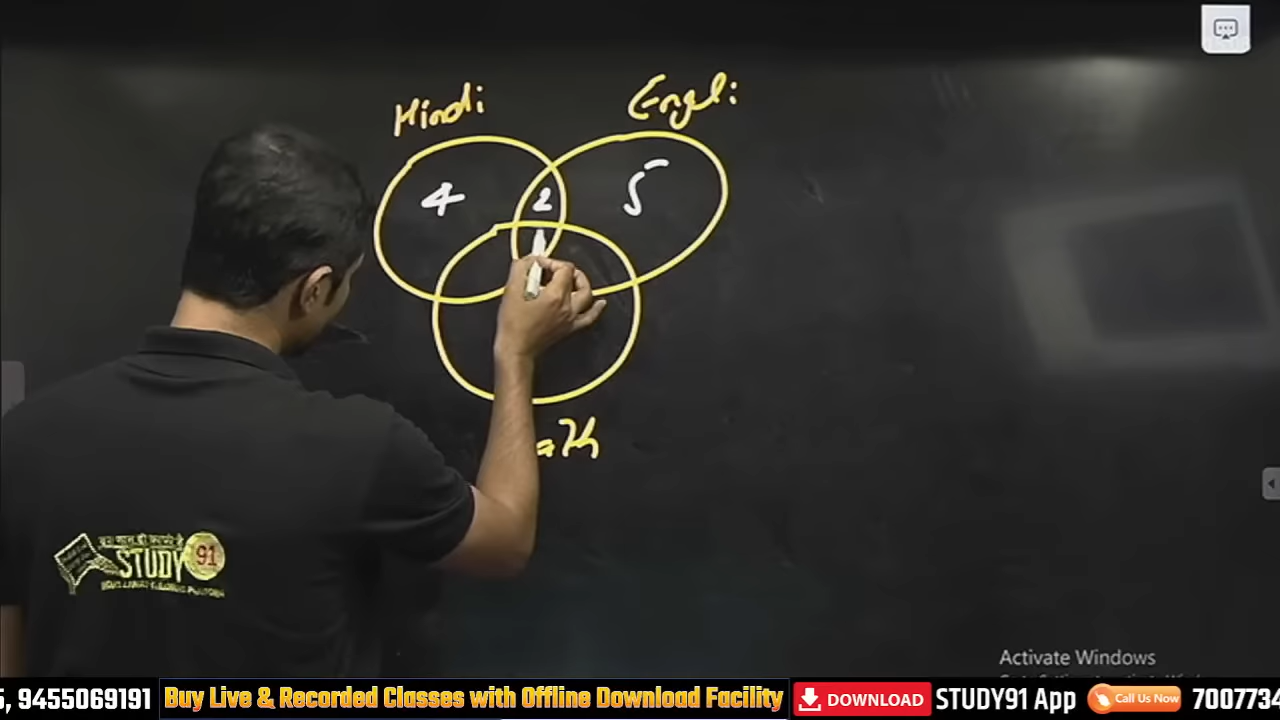 Hindi
Engli
4
2
5
ath
STUDY 91
Activate Windows
5, 9455069191
Buy Live & Recorded Classes with Offline Download Facility
DOWNLOAD
STUDY91 App
Call Us Now
7007734